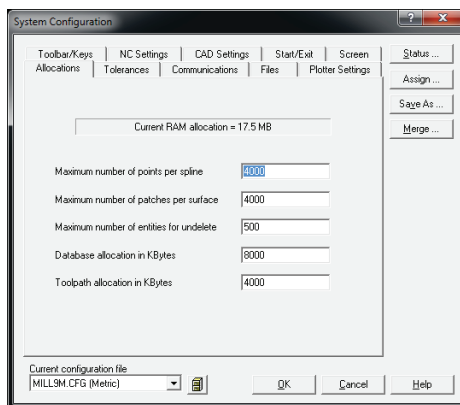 System Configuration
Toolbar/Keys NC Settings CAD Settings Start/Exit Screen
Allocations Tolerances Communications Files Plotter Settings
Status ...
Assign ...
Save As ...
Merge ...
Current RAM allocation = 17.5 MB
Maximum number of points per spline 4000
Maximum number of patches per surface 4000
Maximum number of entities for undelete 500
Database allocation in KBytes 8000
Toolpath allocation in KBytes 4000
Current configuration file
MILL9M.CFG (Metric) OK Cancel Help